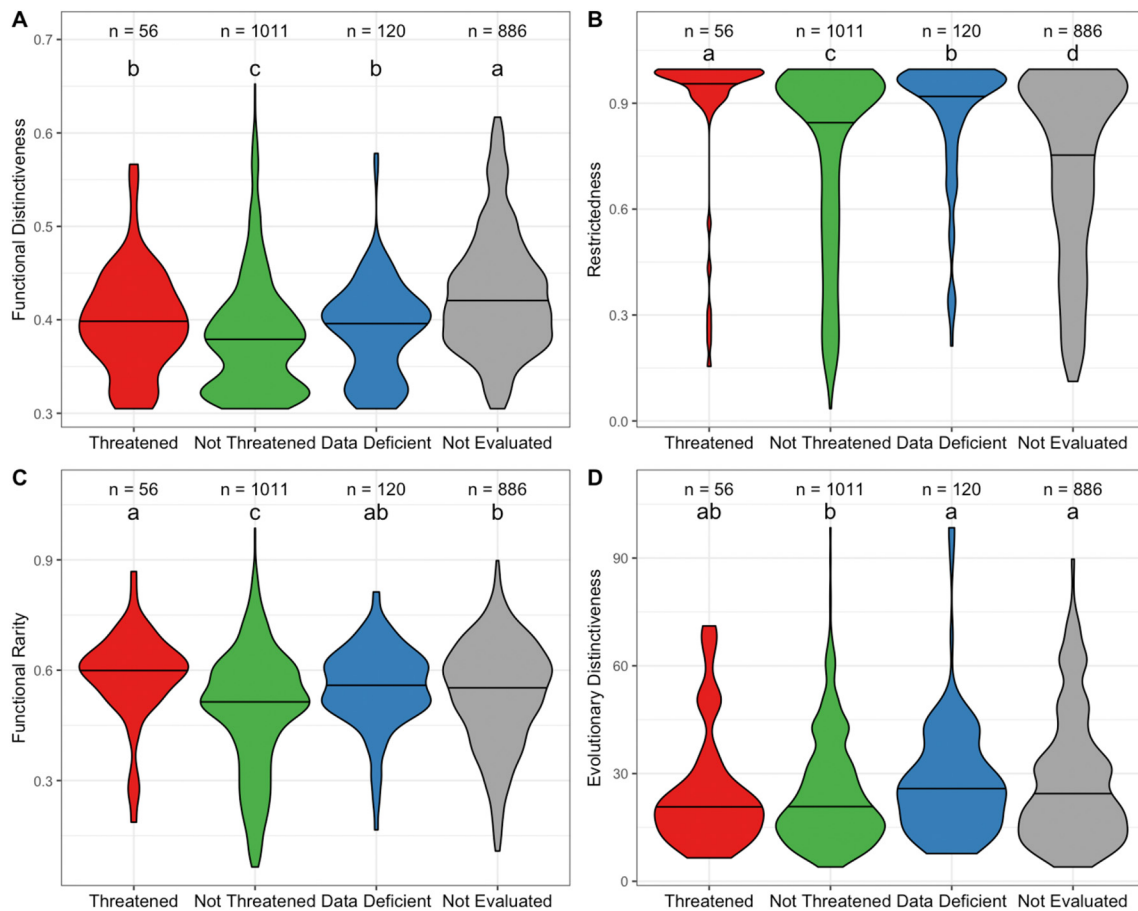 A
n = 56 n = 1011 n = 120 n = 886
b c b a
0.7
0.6
0.5
0.4
0.3
Functional Distinctiveness
Threatened Not Threatened Data Deficient Not Evaluated
B
n = 56 n = 1011 n = 120 n = 886
a c b d
0.9
0.6
0.3
0.0
Restrictedness
Threatened Not Threatened Data Deficient Not Evaluated
C
n = 56 n = 1011 n = 120 n = 886
a c ab b
0.9
0.6
0.3
Functional Rarity
Threatened Not Threatened Data Deficient Not Evaluated
D
n = 56 n = 1011 n = 120 n = 886
ab b a a
90
60
30
0
Evolutionary Distinctiveness
Threatened Not Threatened Data Deficient Not Evaluated